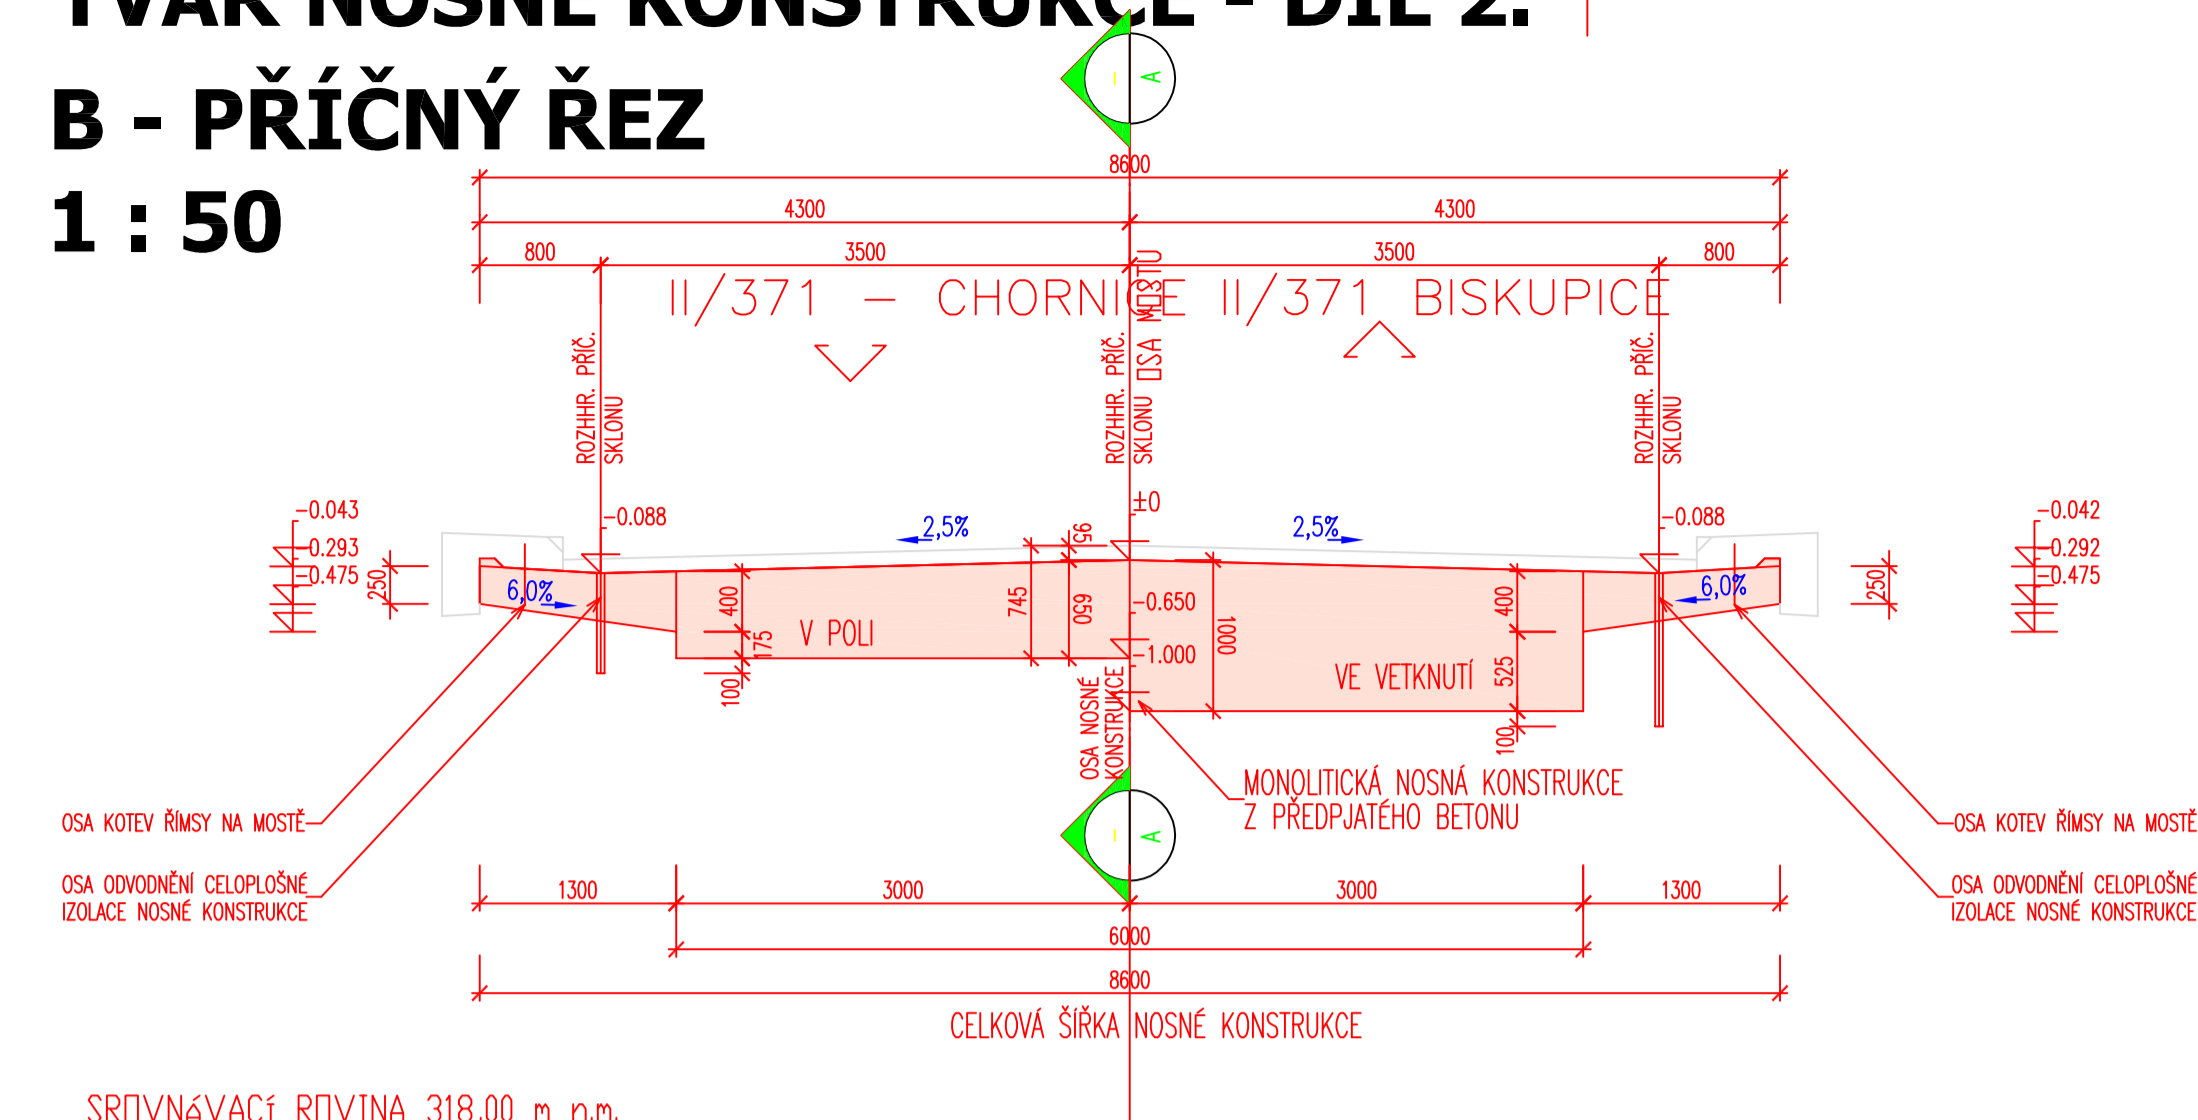 TVAR NOSNÉ KONSTRUKCE - DÍL 2.
B - PŘÍČNÝ ŘEZ
1 : 50
A
8600
4300
4300
800
3500
3500
800
II/371 - CHORNICE
II/371 BISKUPICE
OSA MOSTU
ROZHHR. PŘÍČ.
SKLONU
ROZHHR. PŘÍČ.
SKLONU
ROZHHR. PŘÍČ.
SKLONU
-0.043
-0.293
-0.475
250
-0.088
2,5%
95
±0
2,5%
-0.088
-0.042
-0.292
-0.475
250
6,0%
6,0%
400
175
100
V POLI
745
650
-0.650
-1.000
1000
VE VETKNUTÍ
400
525
100
OSA NOSNÉ
KONSTRUKCE
MONOLITICKÁ NOSNÁ KONSTRUKCE
Z PŘEDPJATÉHO BETONU
OSA KOTEV ŘÍMSY NA MOSTĚ
OSA ODVODNĚNÍ CELOPLOŠNÉ
IZOLACE NOSNÉ KONSTRUKCE
A
OSA KOTEV ŘÍMSY NA MOSTĚ
OSA ODVODNĚNÍ CELOPLOŠNÉ
IZOLACE NOSNÉ KONSTRUKCE
1300
3000
3000
1300
6000
8600
CELKOVÁ ŠÍŘKA NOSNÉ KONSTRUKCE
SROVNÁVACÍ ROVINA 318.00 m n.m.